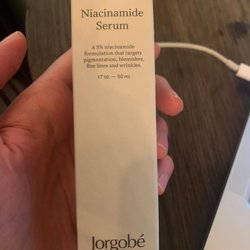 Niacinamide
Serum
A 5% niacinamide
formulation that targets
pigmentation, blemishes,
fine lines and wrinkles.
1.7 oz. — 50 ml.
Jorgobé